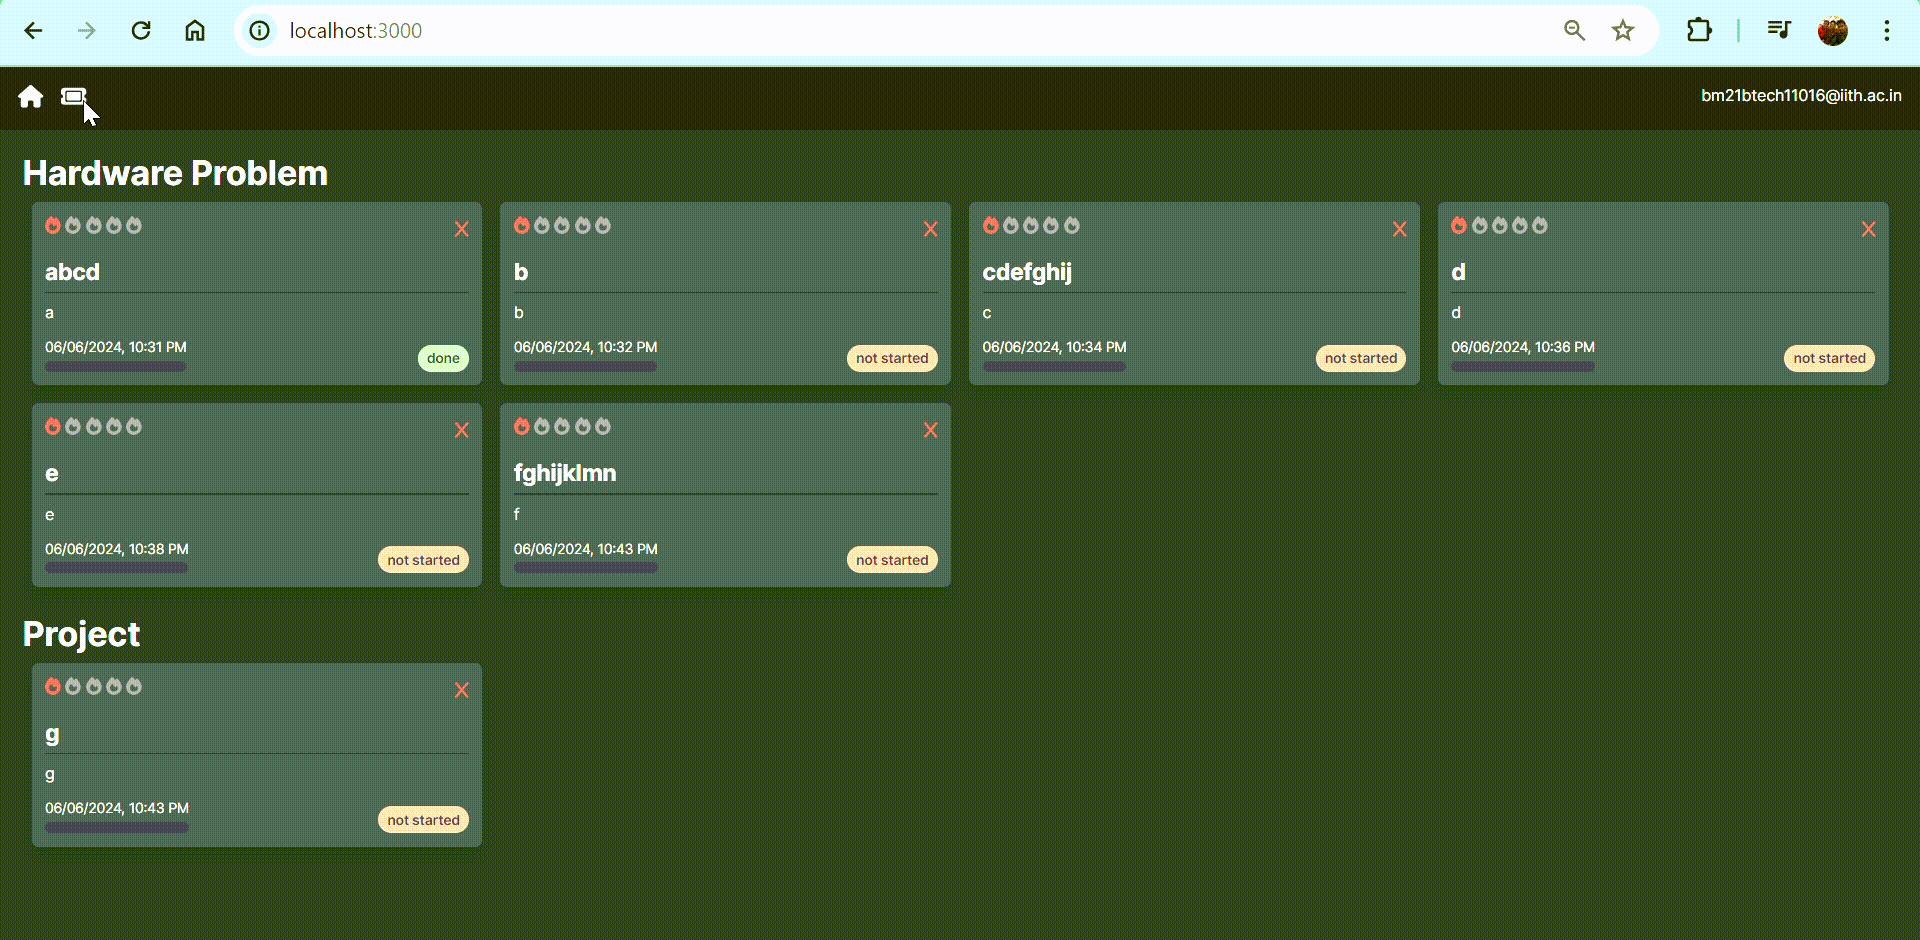 localhost:3000
bm21btech11016@iith.ac.in
Hardware Problem
X
abcd
a
06/06/2024, 10:31 PM
done
X
b
b
06/06/2024, 10:32 PM
not started
X
cdefghij
c
06/06/2024, 10:34 PM
not started
X
d
d
06/06/2024, 10:36 PM
not started
X
e
e
06/06/2024, 10:38 PM
not started
X
fghijklmn
f
06/06/2024, 10:43 PM
not started
Project
X
g
g
06/06/2024, 10:43 PM
not started